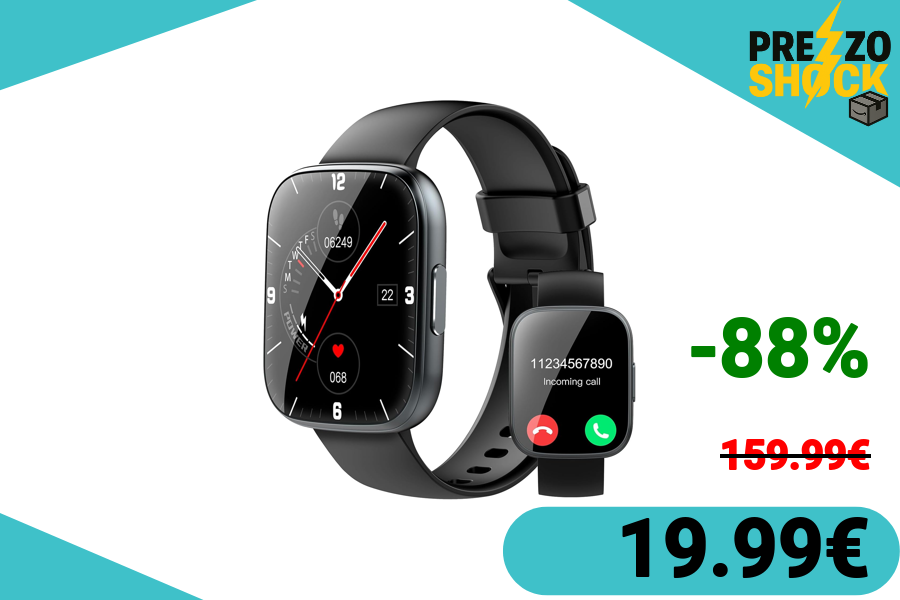 PREZZO
SHOCK
12
06249
S
M
T
W
T
F
S
9
22
3
POWER
068
6
11234567890
Incoming call
-88%
159.99€
19.99€